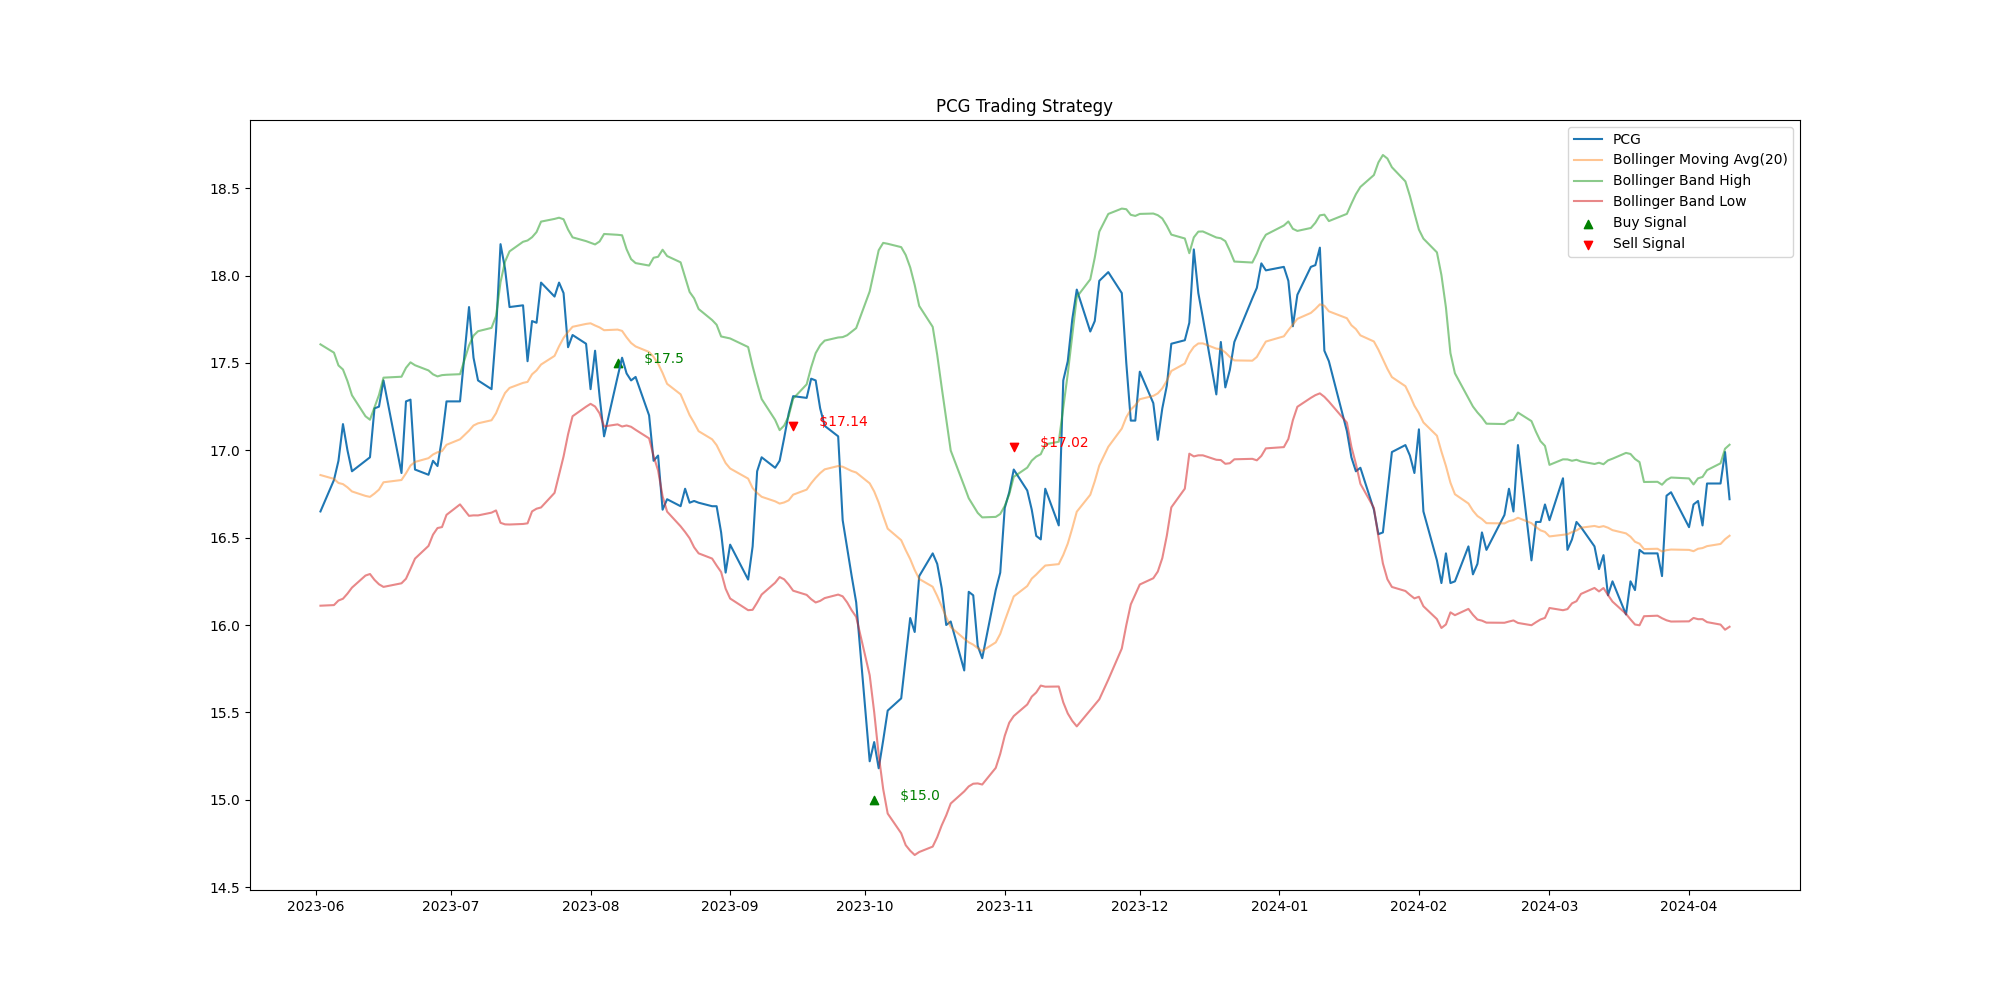 PCG Trading Strategy
PCG
Bollinger Moving Avg(20)
Bollinger Band High
Bollinger Band Low
Buy Signal
Sell Signal
18.5
18.0
17.5
17.0
16.5
16.0
15.5
15.0
14.5
$17.5
$17.14
$17.02
$15.0
2023-06 2023-07 2023-08 2023-09 2023-10 2023-11 2023-12 2024-01 2024-02 2024-03 2024-04